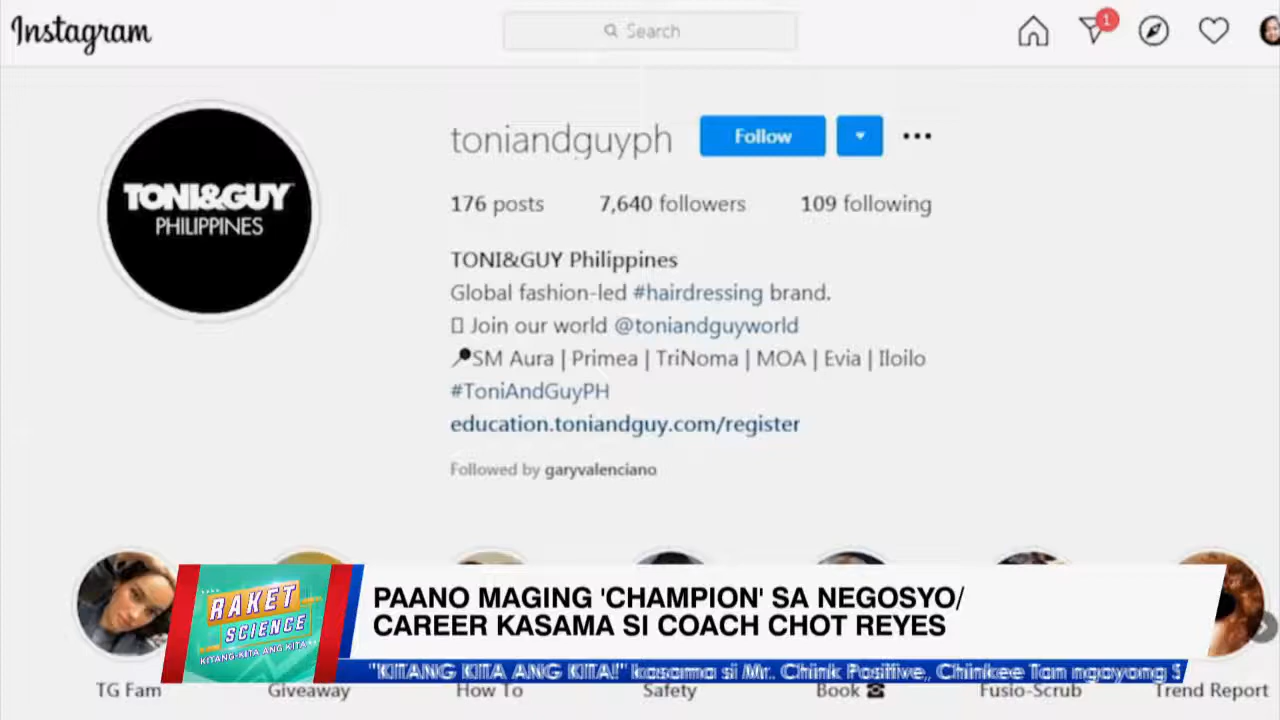 Instagram
Search
1
TONI&GUY
PHILIPPINES
toniandguyph
Follow
176 posts 7,640 followers 109 following
TONI&GUY Philippines
Global fashion-led #hairdressing brand.
Join our world @toniandguyworld
SM Aura | Primea | TriNoma | MOA | Evia | Iloilo
#ToniAndGuyPH
education.toniandguy.com/register
Followed by garyvalenciano
RAKET
SCIENCE
KITANG-KITA ANG KITA
PAANO MAGING 'CHAMPION' SA NEGOSYO/
CAREER KASAMA SI COACH CHOT REYES
"KITANG KITA ANG KITA!" kasama si Mr. Chink Positive, Chinkee Tan ngayong S
TG Fam Giveaway How To Safety Book ☎ Fusio-Scrub Trend Report